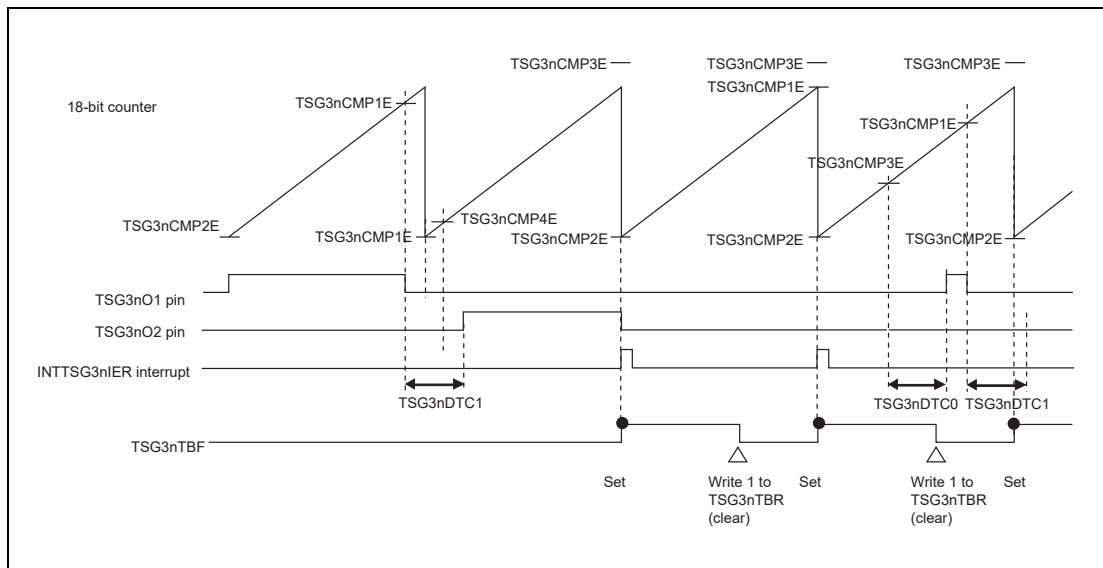 TSG3nCMP3E
TSG3nCMP3E
TSG3nCMP3E
18-bit counter
TSG3nCMP1E
TSG3nCMP1E
TSG3nCMP1E
TSG3nCMP3E
TSG3nCMP2E
TSG3nCMP1E
TSG3nCMP4E
TSG3nCMP2E
TSG3nCMP2E
TSG3nCMP2E
TSG3nO1 pin
TSG3nO2 pin
INTTSG3nIER interrupt
TSG3nDTC1
TSG3nDTC0
TSG3nDTC1
TSG3nTBF
Set
Write 1 to
TSG3nTBR
(clear)
Set
Write 1 to
TSG3nTBR
(clear)
Set